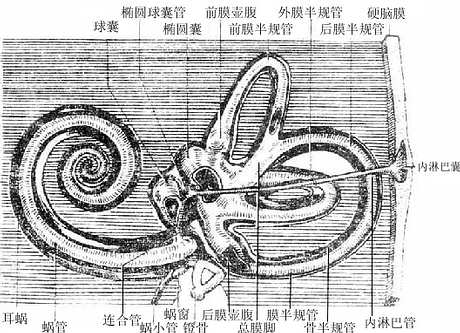 椭圆球囊管 前膜壶腹 外膜半规管 硬脑膜
球囊 椭圆囊 前膜半规管 后膜半规管
内淋巴囊
耳蜗 连合管 蜗窗 后膜壶腹 膜半规管 内淋巴管
蜗管 蜗小管 镫骨 总膜脚 骨半规管